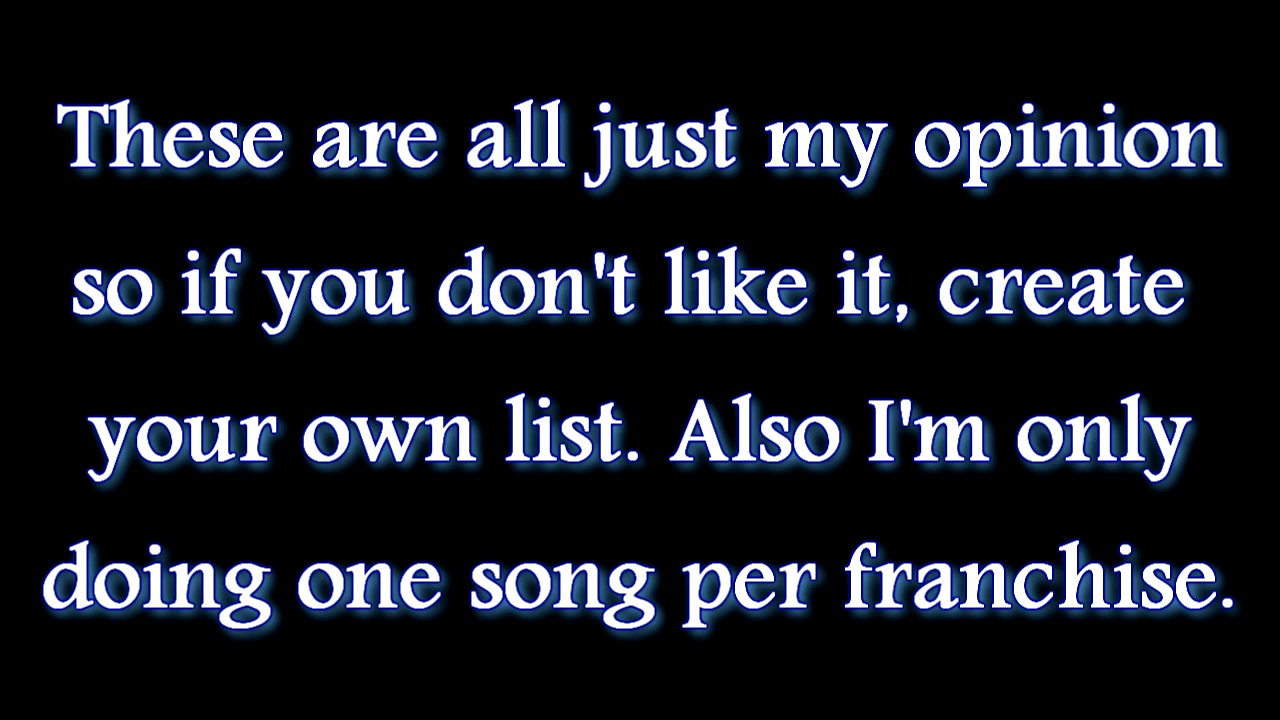 These are all just my opinion
so if you don't like it, create
your own list. Also I'm only
doing one song per franchise.